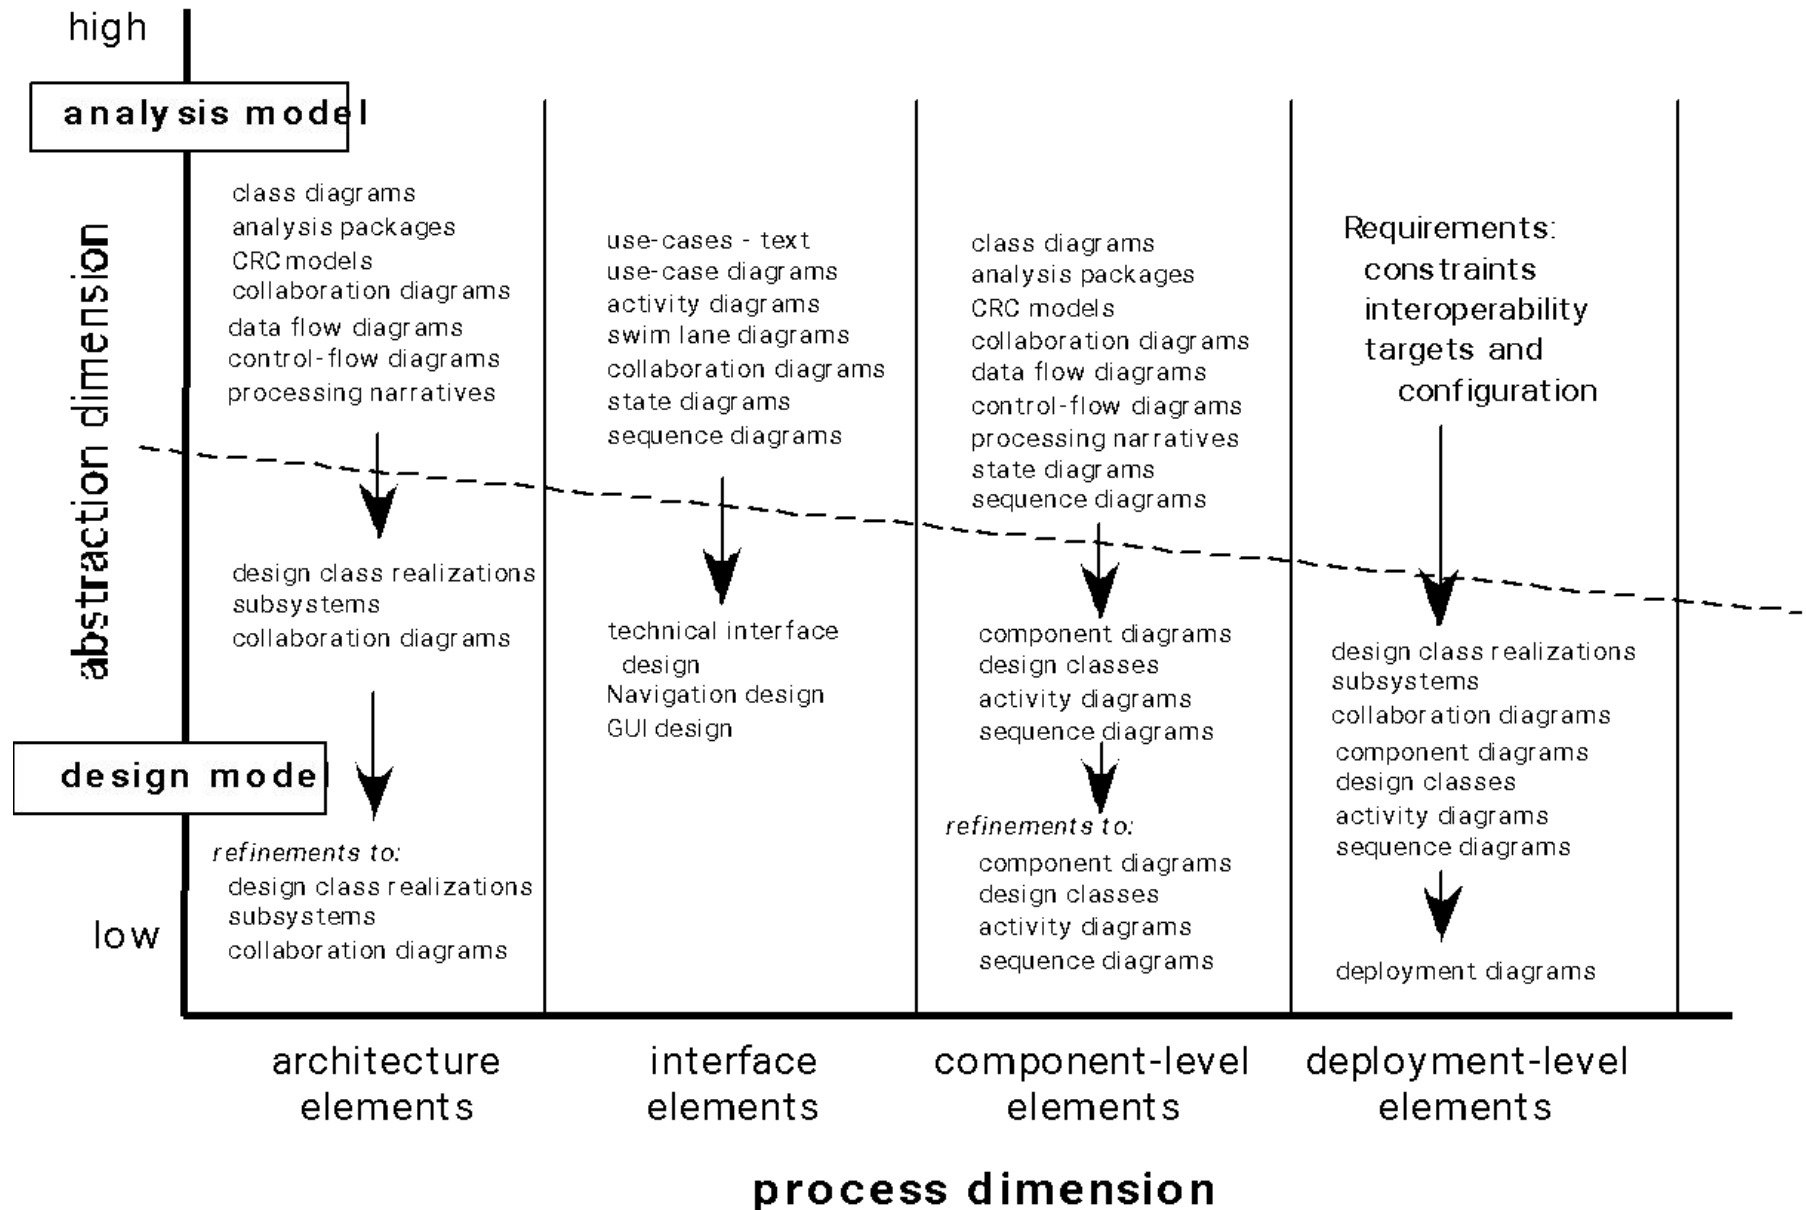 high
analysis model
abstraction dimension
design model
low
class diagrams
analysis packages
CRC models
collaboration diagrams
data flow diagrams
control-flow diagrams
processing narratives
design class realizations
subsystems
collaboration diagrams
refinements to:
design class realizations
subsystems
collaboration diagrams
use-cases - text
use-case diagrams
activity diagrams
swim lane diagrams
collaboration diagrams
state diagrams
sequence diagrams
technical interface
design
Navigation design
GUI design
class diagrams
analysis packages
CRC models
collaboration diagrams
data flow diagrams
control-flow diagrams
processing narratives
state diagrams
sequence diagrams
component diagrams
design classes
activity diagrams
sequence diagrams
refinements to:
component diagrams
design classes
activity diagrams
sequence diagrams
Requirements:
constraints
interoperability
targets and
configuration
design class realizations
subsystems
collaboration diagrams
component diagrams
design classes
activity diagrams
sequence diagrams
deployment diagrams
architecture
elements
interface
elements
component-level
elements
deployment-level
elements
process dimension